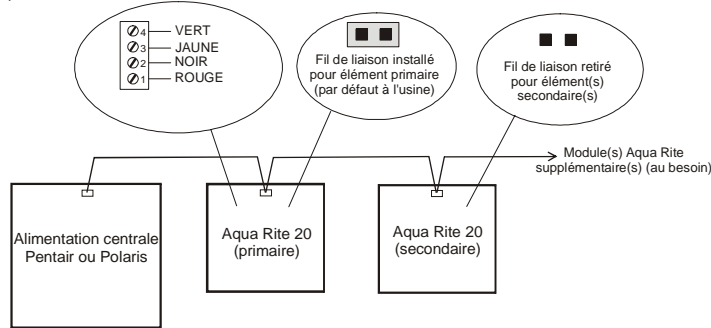 4 VERT
3 JAUNE
2 NOIR
1 ROUGE
Fil de liaison installé
pour élément primaire
(par défaut à l'usine)
Fil de liaison retiré
pour élément(s)
secondaire(s)
Module(s) Aqua Rite
supplémentaire(s) (au besoin)
Alimentation centrale
Pentair ou Polaris
Aqua Rite 20
(primaire)
Aqua Rite 20
(secondaire)